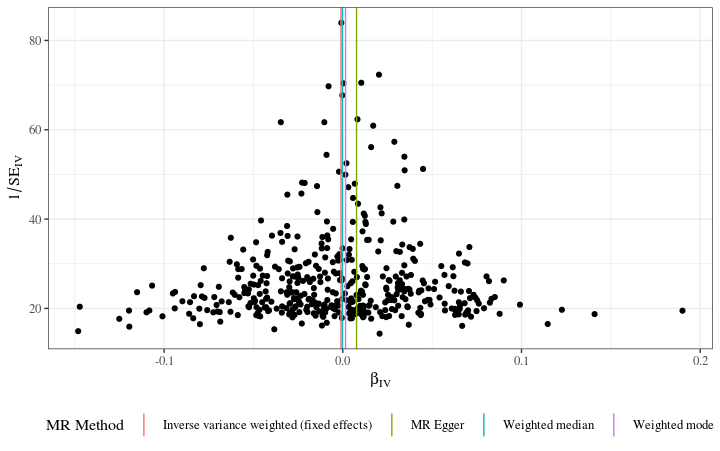 1/SE_IV
80
60
40
20
-0.1
0.0
0.1
0.2
β_IV
MR Method
Inverse variance weighted (fixed effects)
MR Egger
Weighted median
Weighted mode